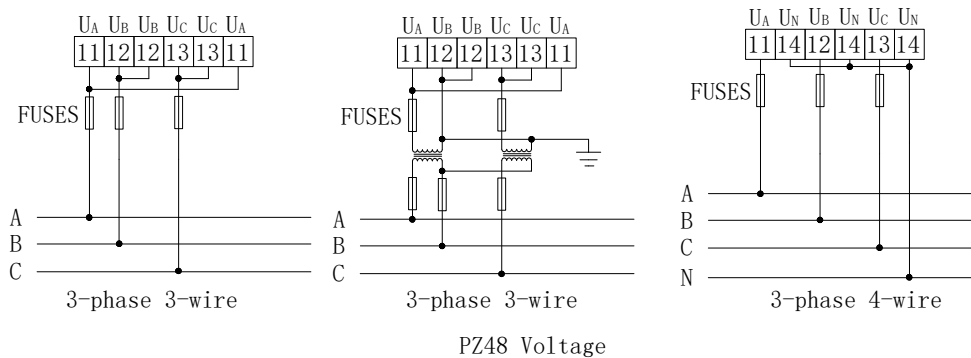 UA UB UB UC UC UA
11 12 12 13 13 11
FUSES
A
B
C
3-phase 3-wire
UA UB UB UC UC UA
11 12 12 13 13 11
FUSES
A
B
C
3-phase 3-wire
UA UN UB UN UC UN
11 14 12 14 13 14
FUSES
A
B
C
N
3-phase 4-wire
PZ48 Voltage